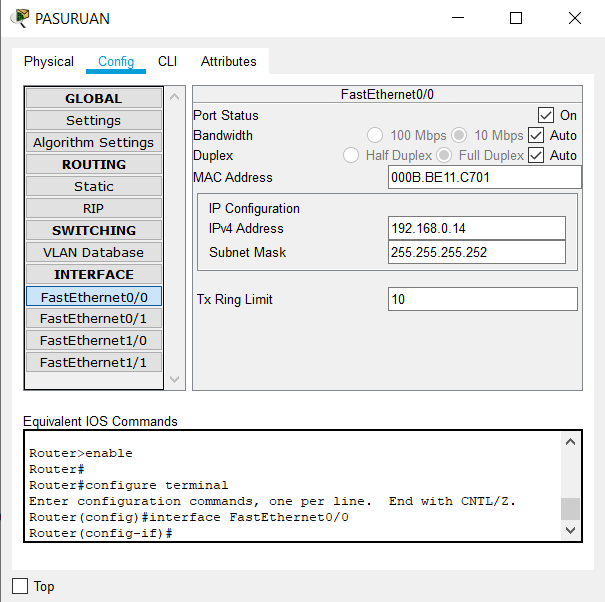 PASURUAN
Physical Config CLI Attributes
GLOBAL
Settings
Algorithm Settings
ROUTING
Static
RIP
SWITCHING
VLAN Database
INTERFACE
FastEthernet0/0
FastEthernet0/1
FastEthernet1/0
FastEthernet1/1
FastEthernet0/0
Port Status On
Bandwidth 100 Mbps 10 Mbps Auto
Duplex Half Duplex Full Duplex Auto
MAC Address 000B.BE11.C701
IP Configuration
IPv4 Address 192.168.0.14
Subnet Mask 255.255.255.252
Tx Ring Limit 10
Equivalent IOS Commands
Router>enable
Router#
Router#configure terminal
Enter configuration commands, one per line.  End with CNTL/Z.
Router(config)#interface FastEthernet0/0
Router(config-if)#
Top